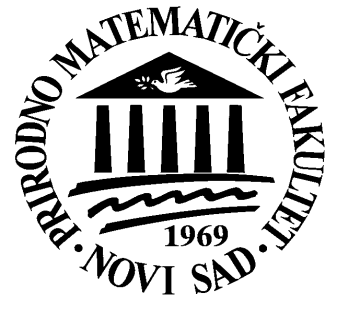 PRIRODNO MATEMATIČKI FAKULTET
1969
NOVI SAD